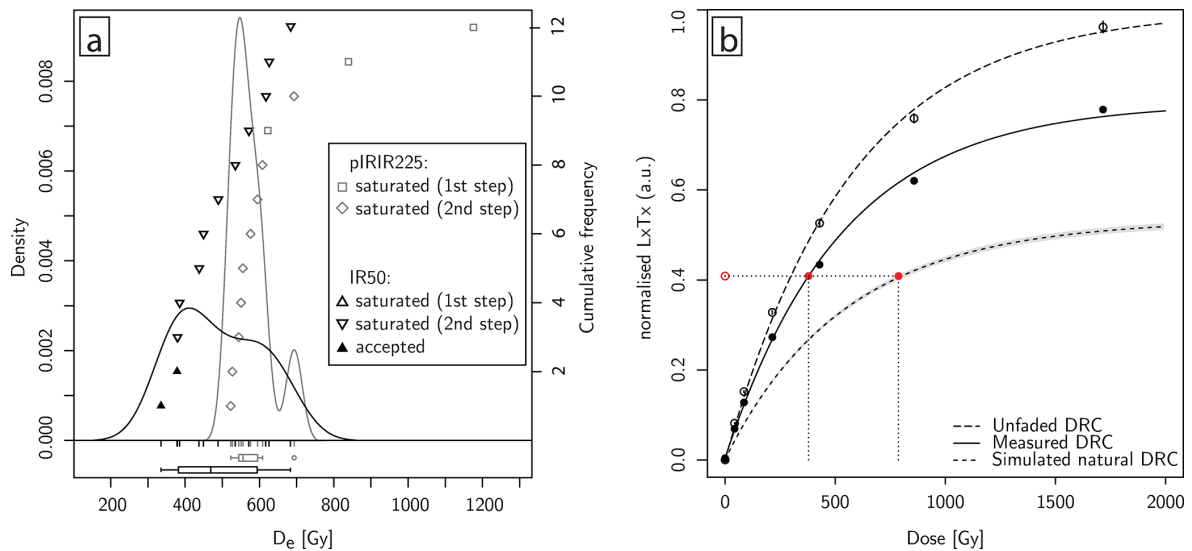 a
Density
0.000
0.002
0.004
0.006
0.008
12
10
8
6
4
2
Cumulative frequency
pIRIR225:
saturated (1st step)
saturated (2nd step)
IR50:
saturated (1st step)
saturated (2nd step)
accepted
200 400 600 800 1000 1200
De [Gy]
b
normalised LxTx (a.u.)
1.0
0.8
0.6
0.4
0.2
0.0
Unfaded DRC
Measured DRC
Simulated natural DRC
0 500 1000 1500 2000
Dose [Gy]